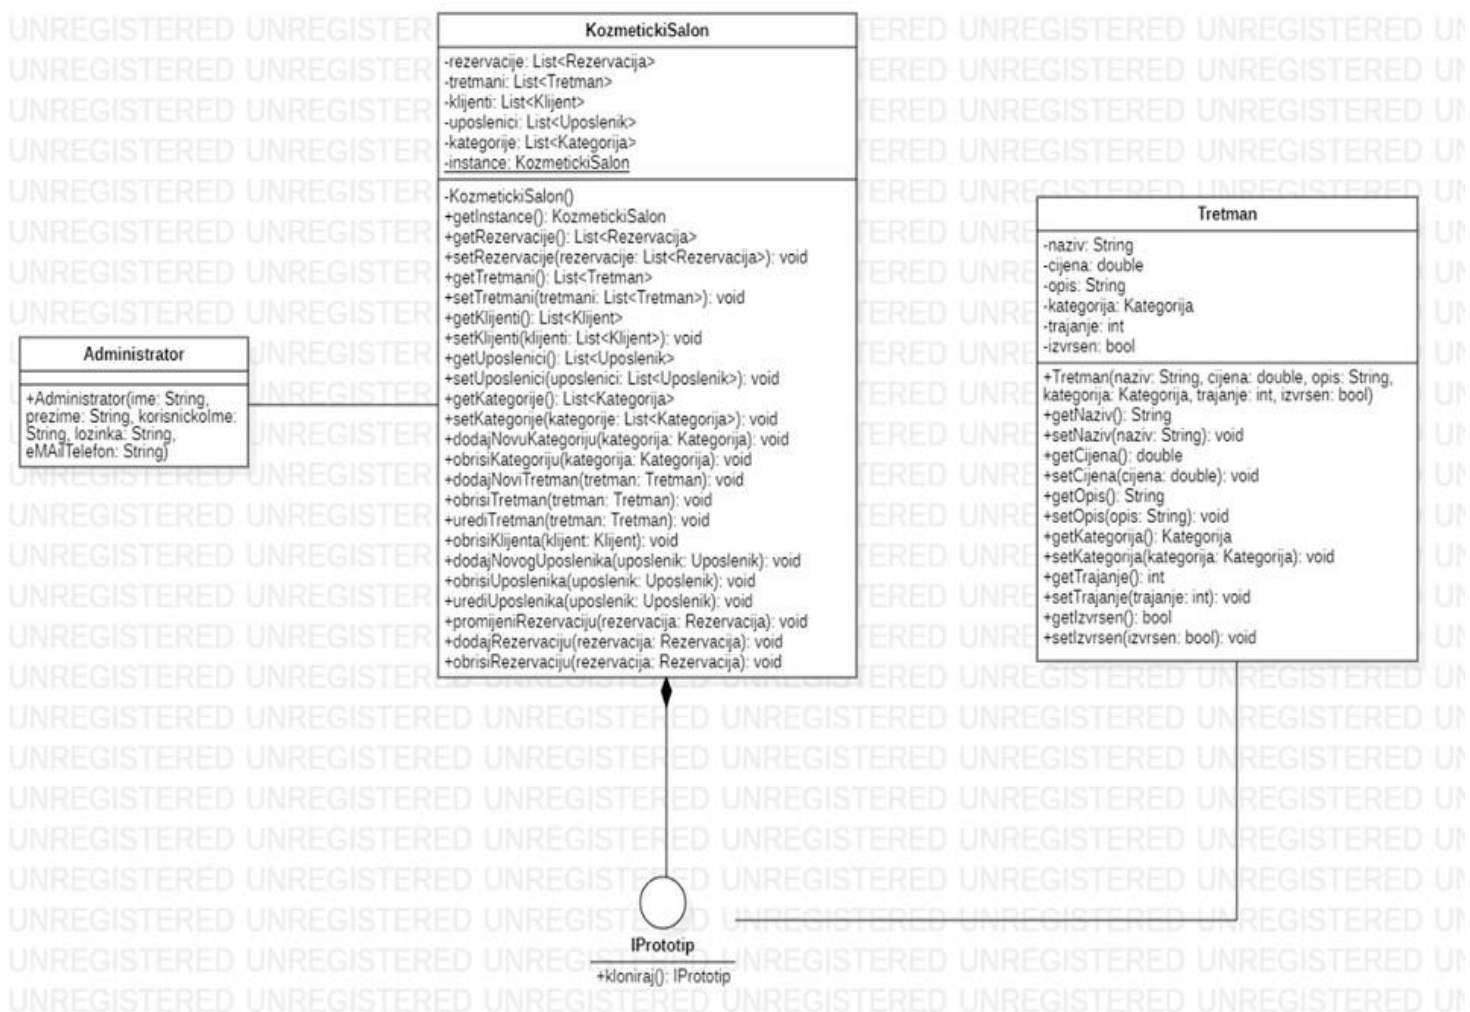 KozmetickiSalon
-rezervacije: List<Rezervacija>
-tretmani: List<Tretman>
-klijenti: List<Klijent>
-uposlenici: List<Uposlenik>
-kategorije: List<Kategorija>
-instance: KozmetickiSalon
-KozmetickiSalon()
+getInstance(): KozmetickiSalon
+getRezervacije(): List<Rezervacija>
+setRezervacije(rezervacije: List<Rezervacija>): void
+getTretmani(): List<Tretman>
+setTretmani(tretmani: List<Tretman>): void
+getKlijenti(): List<Klijent>
+setKlijenti(klijenti: List<Klijent>): void
+getUposlenici(): List<Uposlenik>
+setUposlenici(uposlenici: List<Uposlenik>): void
+getKategorije(): List<Kategorija>
+setKategorije(kategorije: List<Kategorija>): void
+dodajNovuKategoriju(kategorija: Kategorija): void
+obrisiKategoriju(kategorija: Kategorija): void
+dodajNoviTretman(tretman: Tretman): void
+obrisiTretman(tretman: Tretman): void
+urediTretman(tretman: Tretman): void
+obrisiKlijenta(klijent: Klijent): void
+dodajNovogUposlenika(uposlenik: Uposlenik): void
+obrisiUposlenika(uposlenik: Uposlenik): void
+urediUposlenika(uposlenik: Uposlenik): void
+promijeniRezervaciju(rezervacija: Rezervacija): void
+dodajRezervaciju(rezervacija: Rezervacija): void
+obrisiRezervaciju(rezervacija: Rezervacija): void
Administrator
+Administrator(ime: String,
prezime: String, korisnickoIme:
String, lozinka: String,
eMAilTelefon: String)
Tretman
-naziv: String
-cijena: double
-opis: String
-kategorija: Kategorija
-trajanje: int
-izvrsen: bool
+Tretman(naziv: String, cijena: double, opis: String,
kategorija: Kategorija, trajanje: int, izvrsen: bool)
+getNaziv(): String
+setNaziv(naziv: String): void
+getCijena(): double
+setCijena(cijena: double): void
+getOpis(): String
+setOpis(opis: String): void
+getKategorija(): Kategorija
+setKategorija(kategorija: Kategorija): void
+getTrajanje(): int
+setTrajanje(trajanje: int): void
+getIzvrsen(): bool
+setIzvrsen(izvrsen: bool): void
IPrototip
+kloniraj(): IPrototip